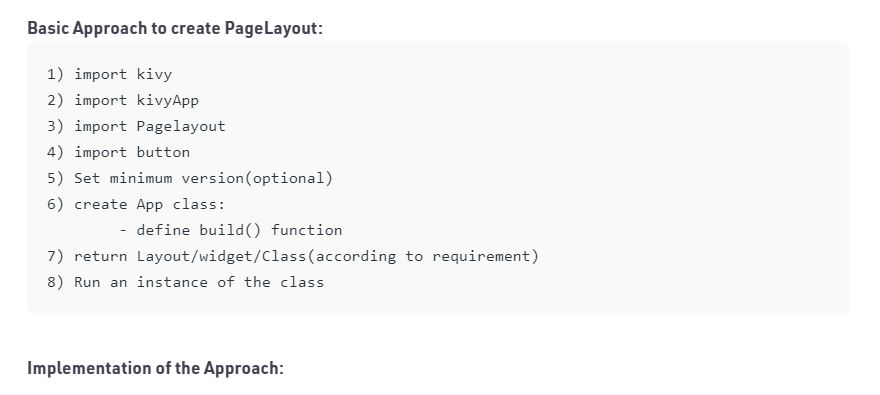 Basic Approach to create PageLayout:
1) import kivy
2) import kivyApp
3) import Pagelayout
4) import button
5) Set minimum version(optional)
6) create App class:
- define build() function
7) return Layout/widget/Class(according to requirement)
8) Run an instance of the class
Implementation of the Approach: